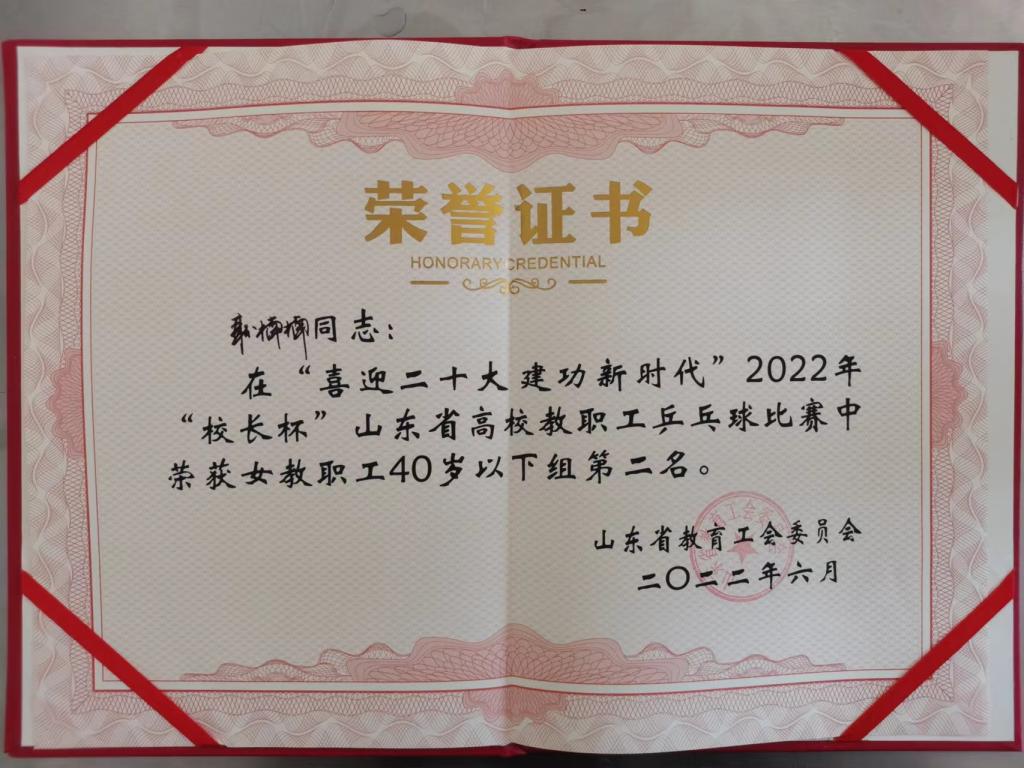 荣誉证书
HONORARY CREDENTIAL
同志：
在“喜迎二十大建功新时代”2022年
“校长杯”山东省高校教职工乒乓球比赛中
荣获女教职工40岁以下组第二名。
山东省教育工会委员会
二〇二二年六月